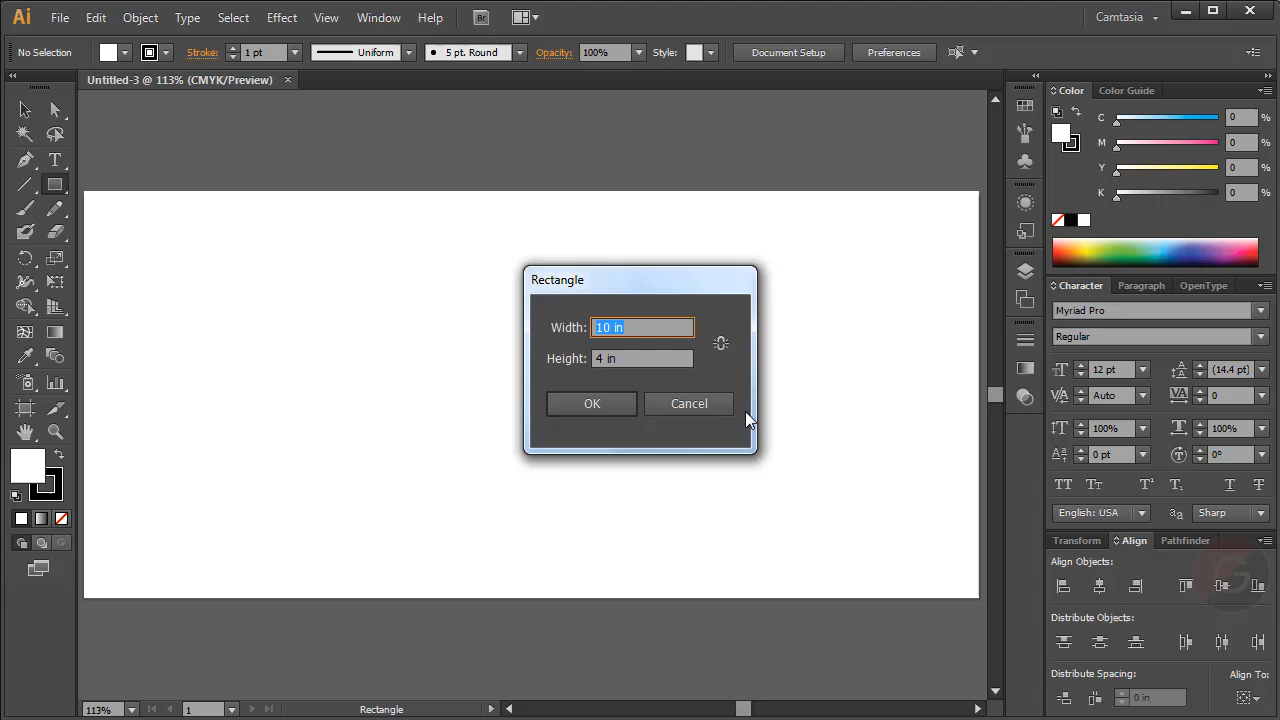 Ai File Edit Object Type Select Effect View Window Help Br Camtasia
No Selection Stroke: 1 pt Uniform 5 pt. Round Opacity: 100% Style: Document Setup Preferences
Untitled-3 @ 113% (CMYK/Preview)
Color Color Guide
C 0 %
M 0 %
Y 0 %
K 0 %
Rectangle
Width: 10 in
Height: 4 in
OK Cancel
Character Paragraph OpenType
Myriad Pro
Regular
12 pt (14.4 pt)
Auto 0
100% 100%
0 pt 0°
English: USA Sharp
Transform Align Pathfinder
Align Objects:
Distribute Objects:
Distribute Spacing: Align To:
0 in
113% 1 Rectangle